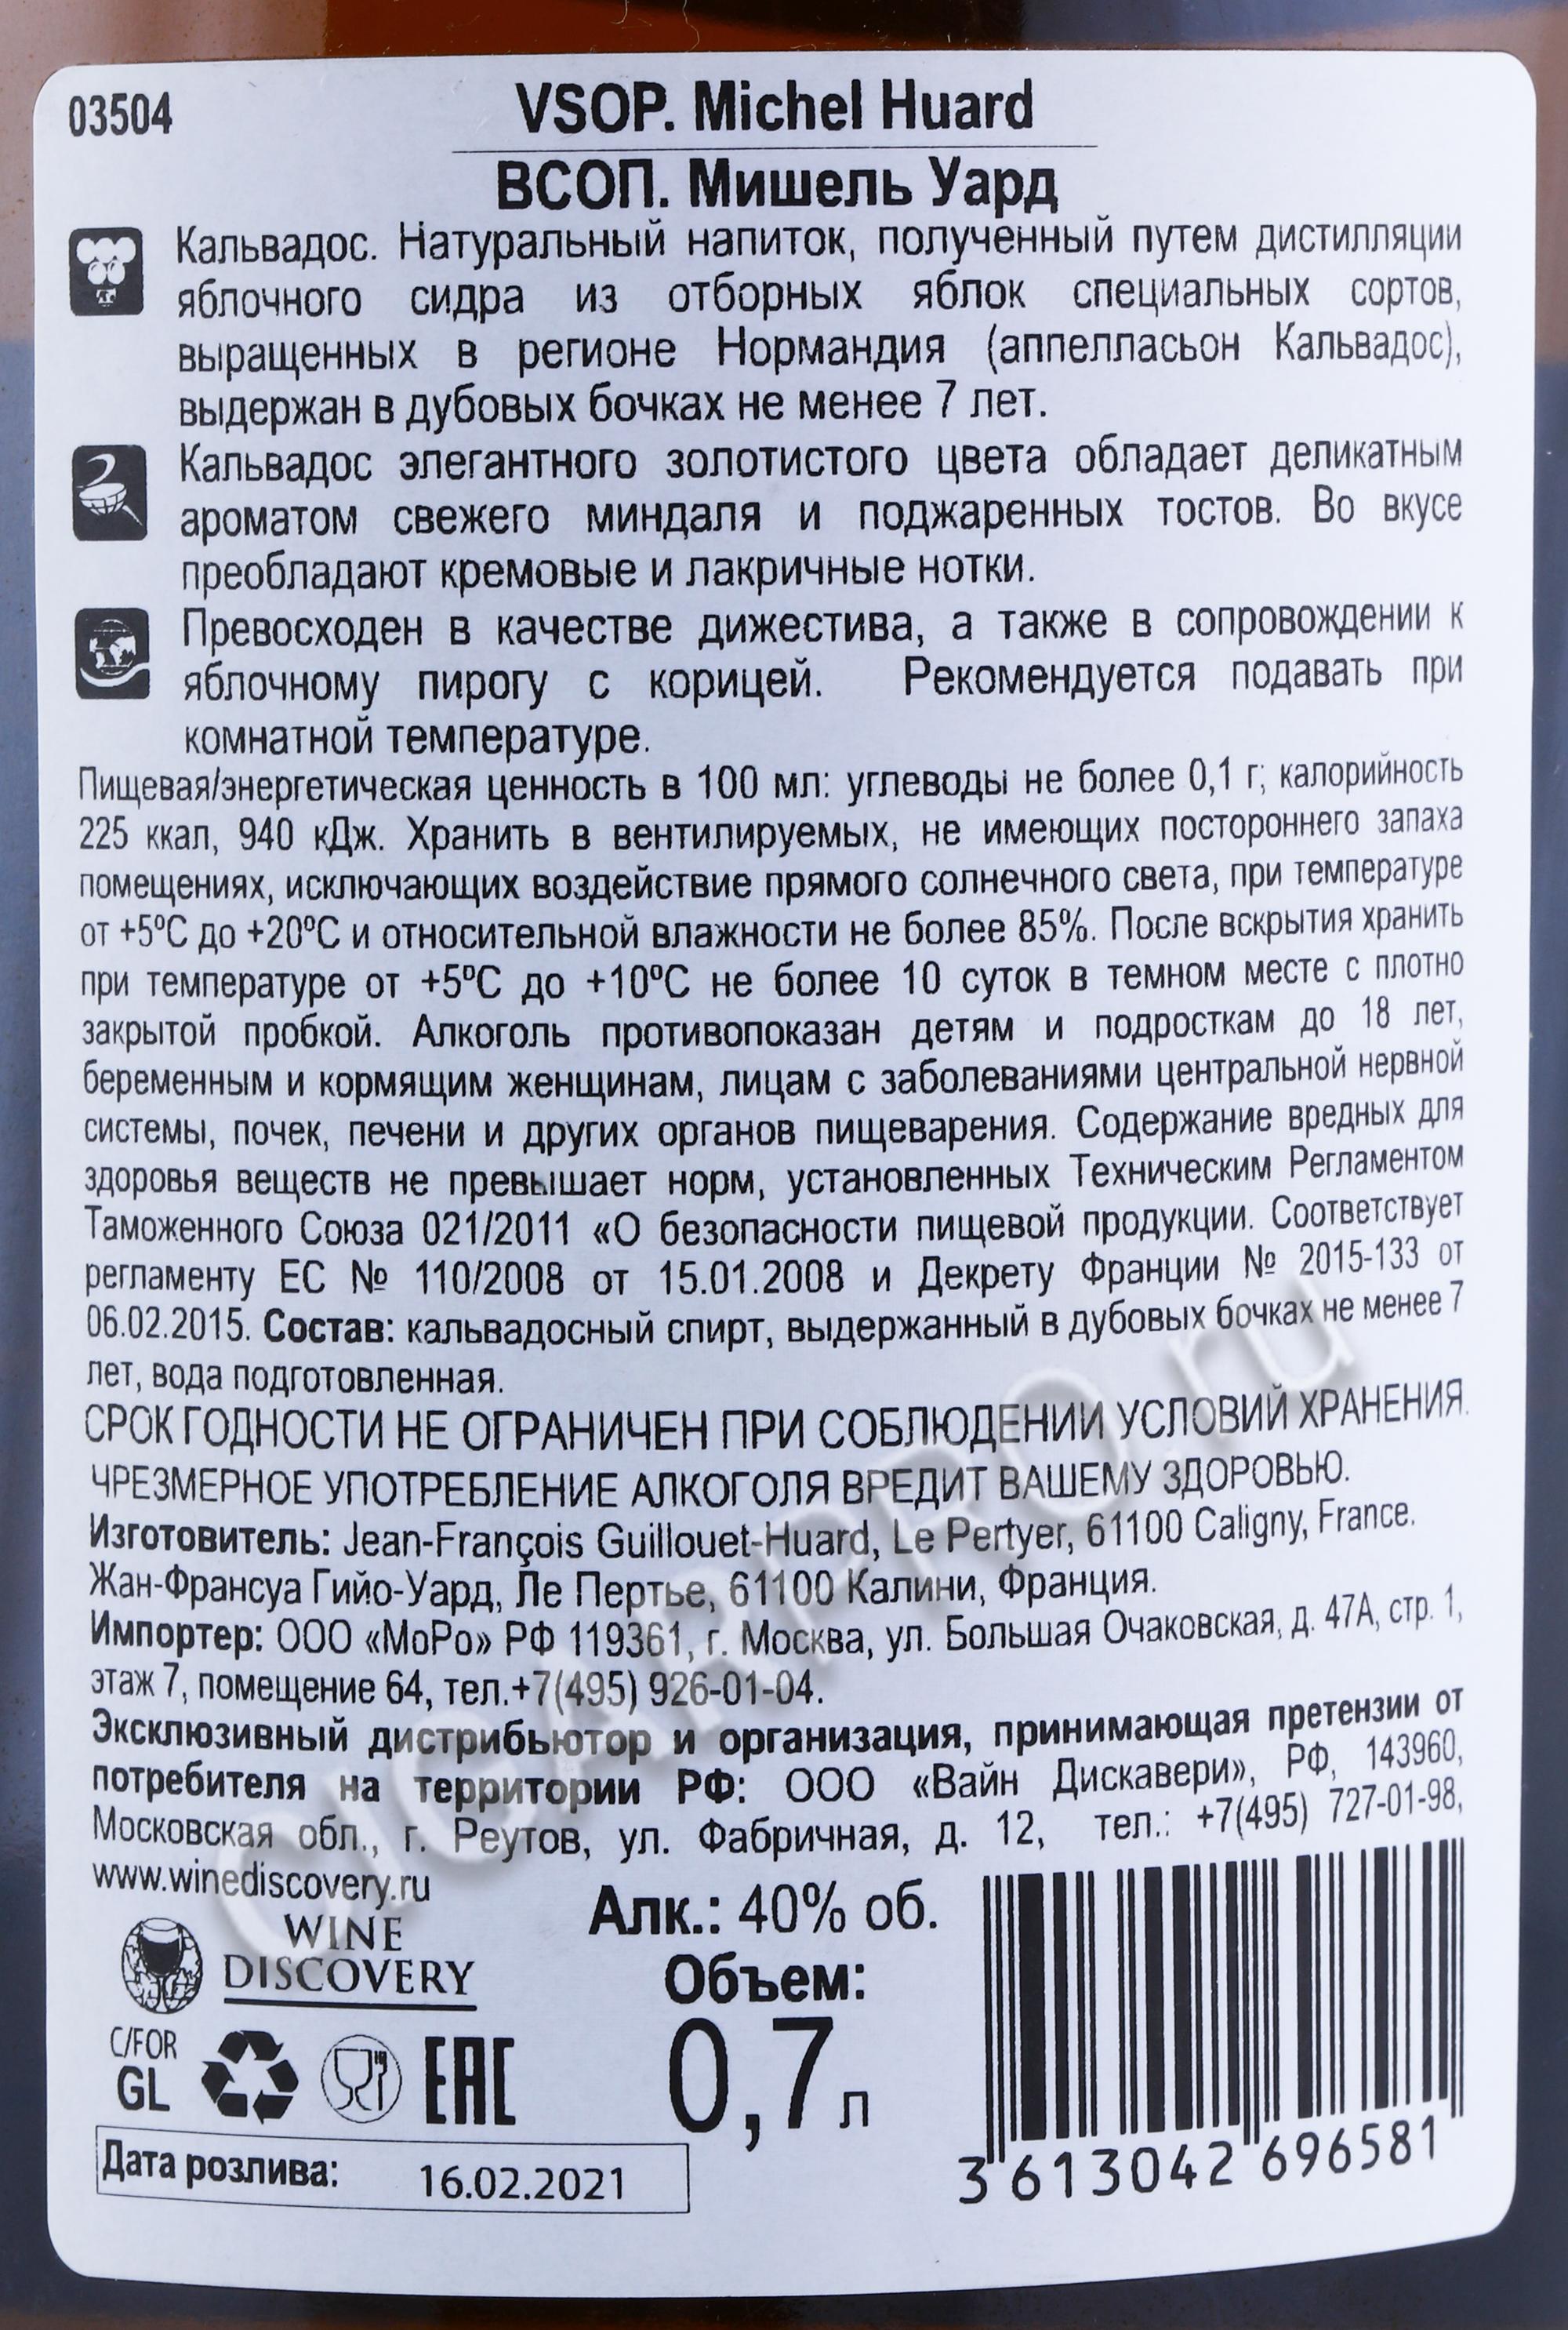 03504
VSOP. Michel Huard
ВСОП. Мишель Уард
Кальвадос. Натуральный напиток, полученный путем дистилляции
яблочного сидра из отборных яблок специальных сортов,
выращенных в регионе Нормандия (аппелласьон Кальвадос),
выдержан в дубовых бочках не менее 7 лет.
Кальвадос элегантного золотистого цвета обладает деликатным
ароматом свежего миндаля и поджаренных тостов. Во вкусе
преобладают кремовые и лакричные нотки.
Превосходен в качестве дижестива, а также в сопровождении к
яблочному пирогу с корицей. Рекомендуется подавать при
комнатной температуре.
Пищевая/энергетическая ценность в 100 мл: углеводы не более 0,1 г; калорийность
225 ккал, 940 кДж. Хранить в вентилируемых, не имеющих постороннего запаха
помещениях, исключающих воздействие прямого солнечного света, при температуре
от +5ºС до +20ºС и относительной влажности не более 85%. После вскрытия хранить
при температуре от +5ºС до +10ºС не более 10 суток в темном месте с плотно
закрытой пробкой. Алкоголь противопоказан детям и подросткам до 18 лет,
беременным и кормящим женщинам, лицам с заболеваниями центральной нервной
системы, почек, печени и других органов пищеварения. Содержание вредных для
здоровья веществ не превышает норм, установленных Техническим Регламентом
Таможенного Союза 021/2011 «О безопасности пищевой продукции. Соответствует
регламенту ЕС № 110/2008 от 15.01.2008 и Декрету Франции № 2015-133 от
06.02.2015. Состав: кальвадосный спирт, выдержанный в дубовых бочках не менее 7
лет, вода подготовленная.
СРОК ГОДНОСТИ НЕ ОГРАНИЧЕН ПРИ СОБЛЮДЕНИИ УСЛОВИЙ ХРАНЕНИЯ.
ЧРЕЗМЕРНОЕ УПОТРЕБЛЕНИЕ АЛКОГОЛЯ ВРЕДИТ ВАШЕМУ ЗДОРОВЬЮ.
Изготовитель: Jean-François Guillouet-Huard, Le Pertyer, 61100 Caligny, France.
Жан-Франсуа Гийо-Уард, Ле Пертье, 61100 Калини, Франция.
Импортер: ООО «МоРо» РФ 119361, г. Москва, ул. Большая Очаковская, д. 47А, стр. 1,
этаж 7, помещение 64, тел.+7(495) 926-01-04.
Эксклюзивный дистрибьютор и организация, принимающая претензии от
потребителя на территории РФ: ООО «Вайн Дискавери», РФ, 143960,
Московская обл., г. Реутов, ул. Фабричная, д. 12, тел.: +7(495) 727-01-98,
www.winediscovery.ru
WINE
DISCOVERY
Алк.: 40% об.
Объем:
0,7 л
C/FOR
GL
EAC
Дата розлива: 16.02.2021
3 613042 696581
CIGARPRO.ru